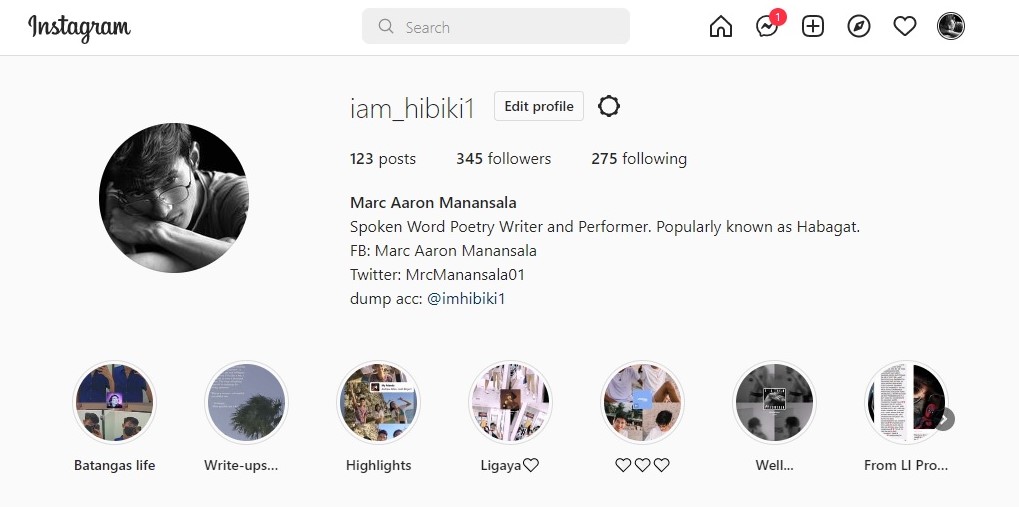 Instagram
Search
1
iam_hibiki1
Edit profile
123 posts 345 followers 275 following
Marc Aaron Manansala
Spoken Word Poetry Writer and Performer. Popularly known as Habagat.
FB: Marc Aaron Manansala
Twitter: MrcManansala01
dump acc: @imhibiki1
Batangas life Write-ups... Highlights Ligaya♡ ♡♡♡ Well... From LI Pro...